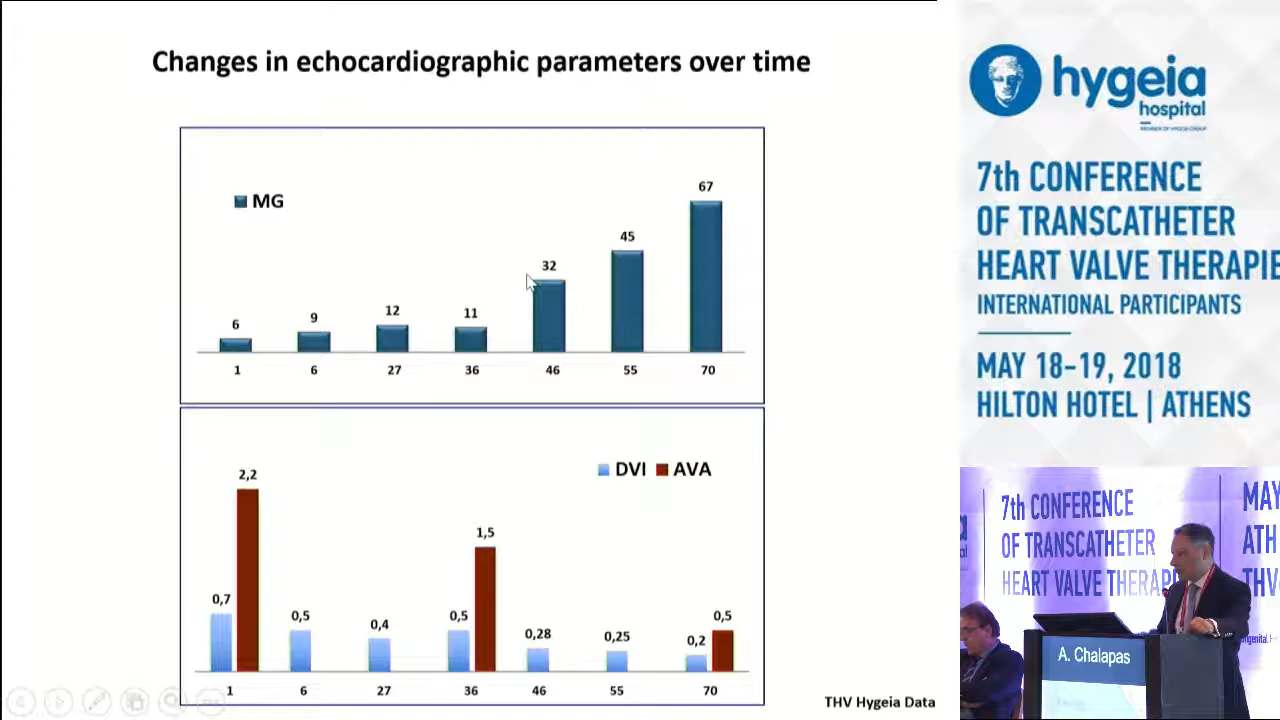 Changes in echocardiographic parameters over time
MG
6
9
12
11
32
45
67
1
6
27
36
46
55
70
DVI
AVA
0,7
2,2
0,5
0,4
0,5
1,5
0,28
0,25
0,2
0,5
1
6
27
36
46
55
70
THV Hygeia Data
hygeia
hospital
MEMBER OF HYGEIA GROUP
7th CONFERENCE
OF TRANSCATHETER
HEART VALVE THERAPIE
INTERNATIONAL PARTICIPANTS
MAY 18-19, 2018
HILTON HOTEL | ATHENS
7th CONFERENCE
OF TRANSCATHETER
HEART VALVE THERAP
MAY
ATH
THV
A. Chalapas